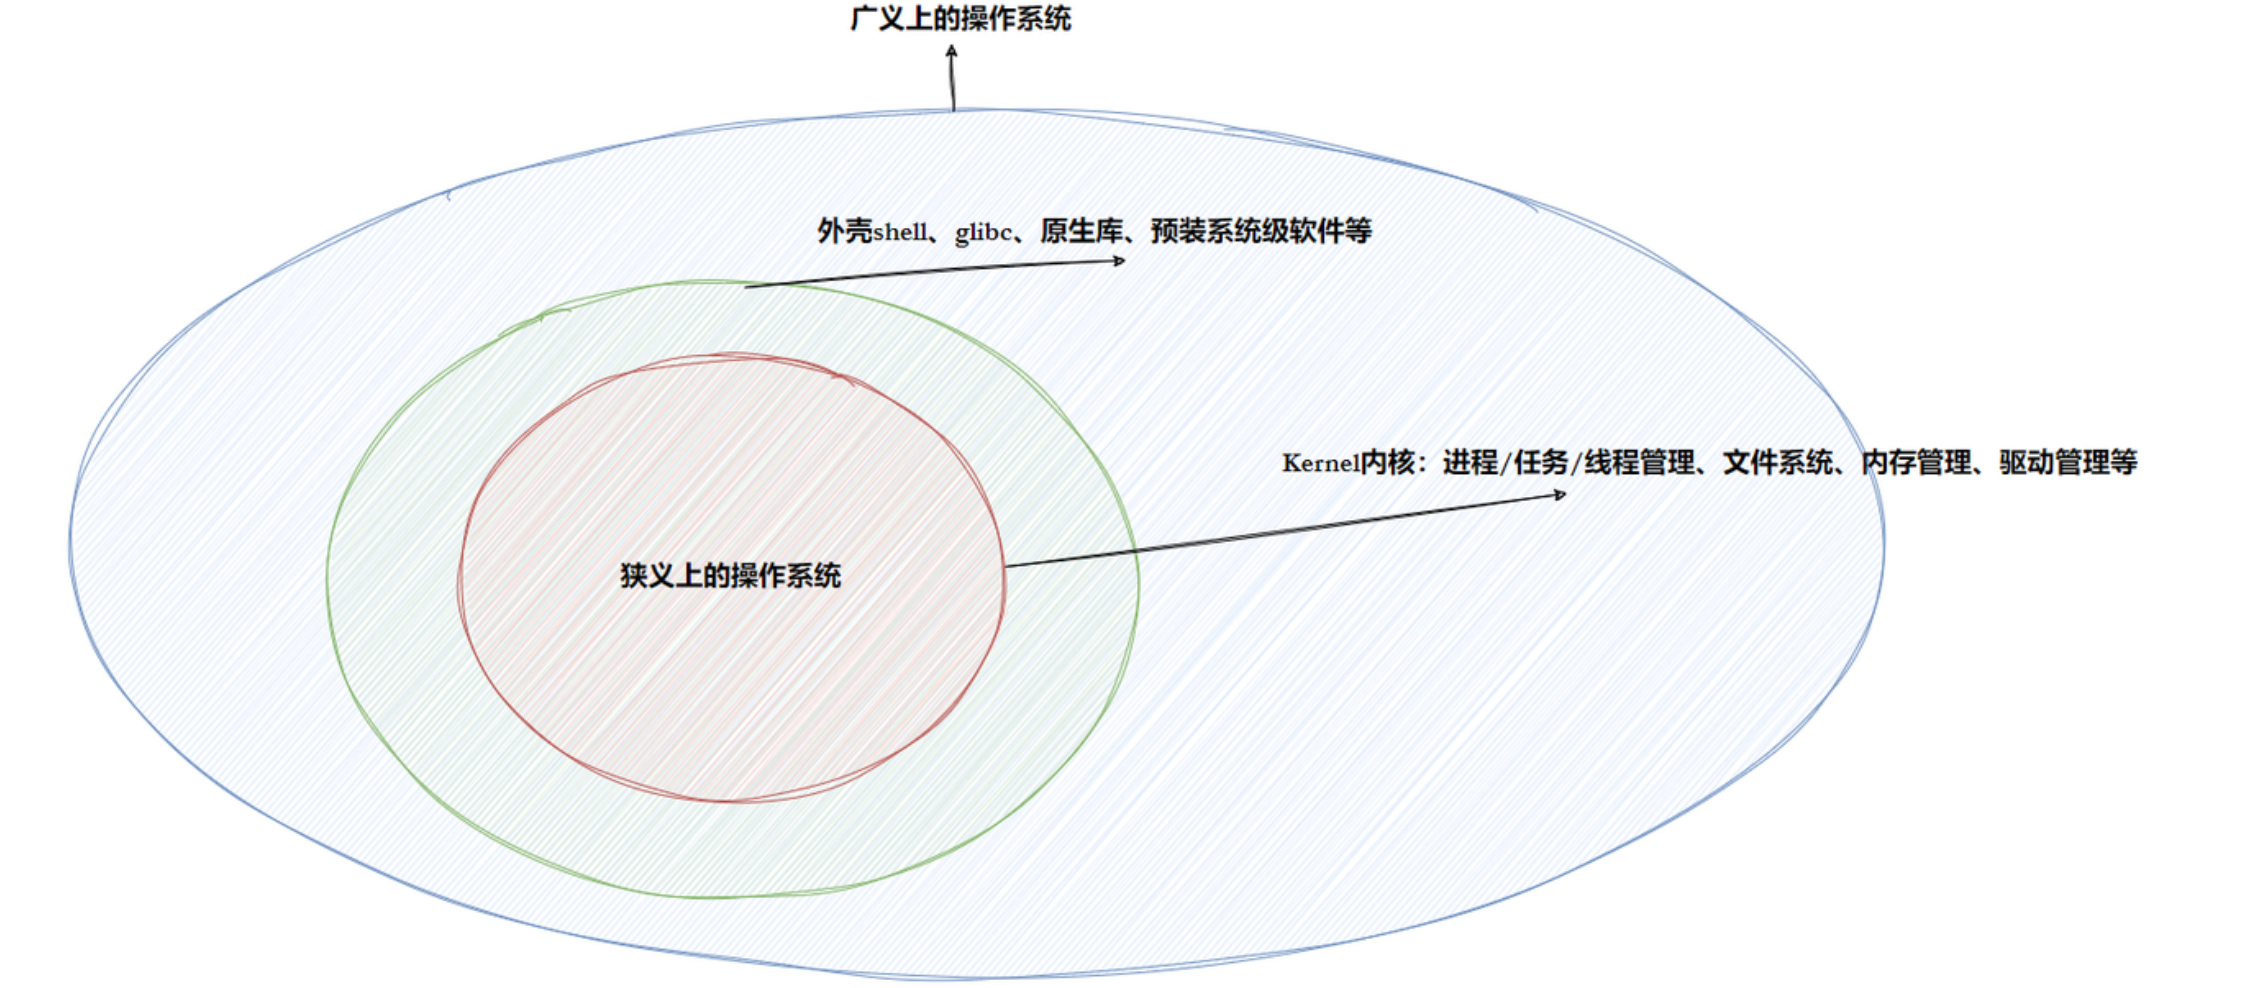 广义上的操作系统
外壳shell、glibc、原生库、预装系统级软件等
Kernel内核：进程/任务/线程管理、文件系统、内存管理、驱动管理等
狭义上的操作系统